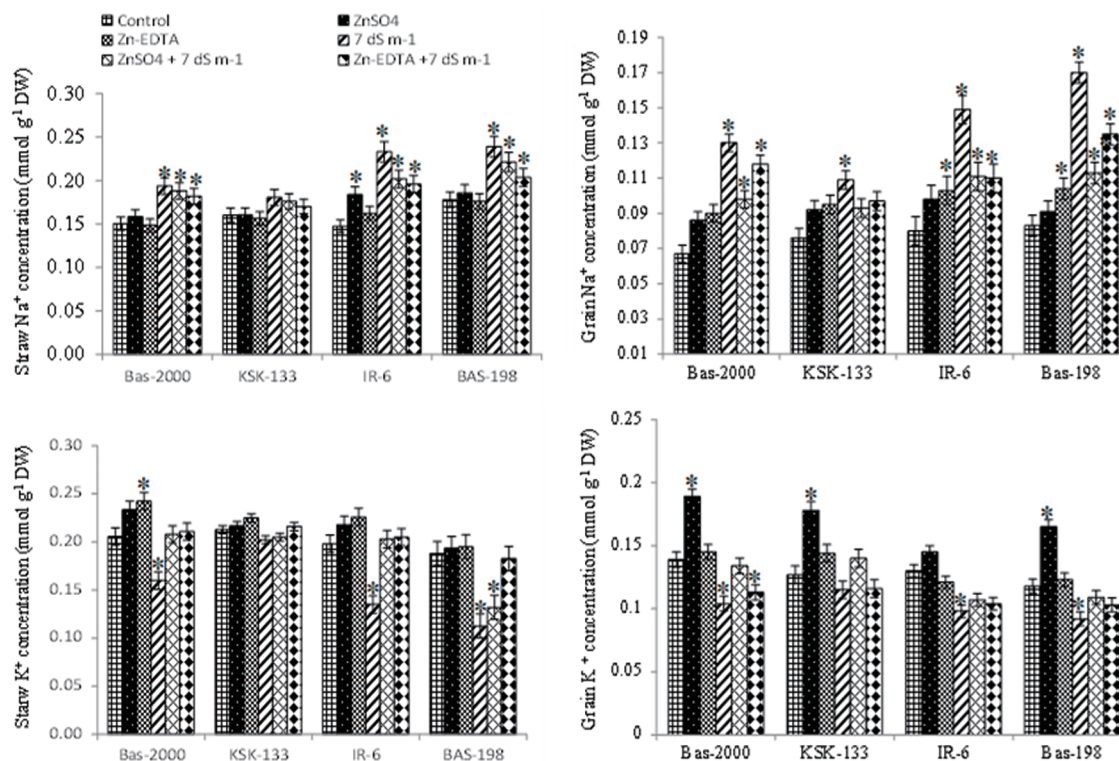 Control ZnSO4
Zn-EDTA 7 dS m-1
ZnSO4 + 7 dS m-1 Zn-EDTA +7 dS m-1
Straw Na⁺ concentration (mmol g⁻¹ DW)
0.30
0.25
0.20
0.15
0.10
0.05
0.00
* * * * * * * * * *
Bas-2000 KSK-133 IR-6 BAS-198
Grain Na⁺ concentration (mmol g⁻¹ DW)
0.19
0.17
0.15
0.13
0.11
0.09
0.07
0.05
0.03
0.01
* * * * * * * * * * * *
Bas-2000 KSK-133 IR-6 Bas-198
Starw K⁺ concentration (mmol g⁻¹ DW)
0.30
0.25
0.20
0.15
0.10
0.05
0.00
* * * * *
Bas-2000 KSK-133 IR-6 BAS-198
Grain K⁺ concentration (mmol g⁻¹ DW)
0.25
0.2
0.15
0.1
0.05
0
* * * * * * *
Bas-2000 KSK-133 IR-6 Bas-198